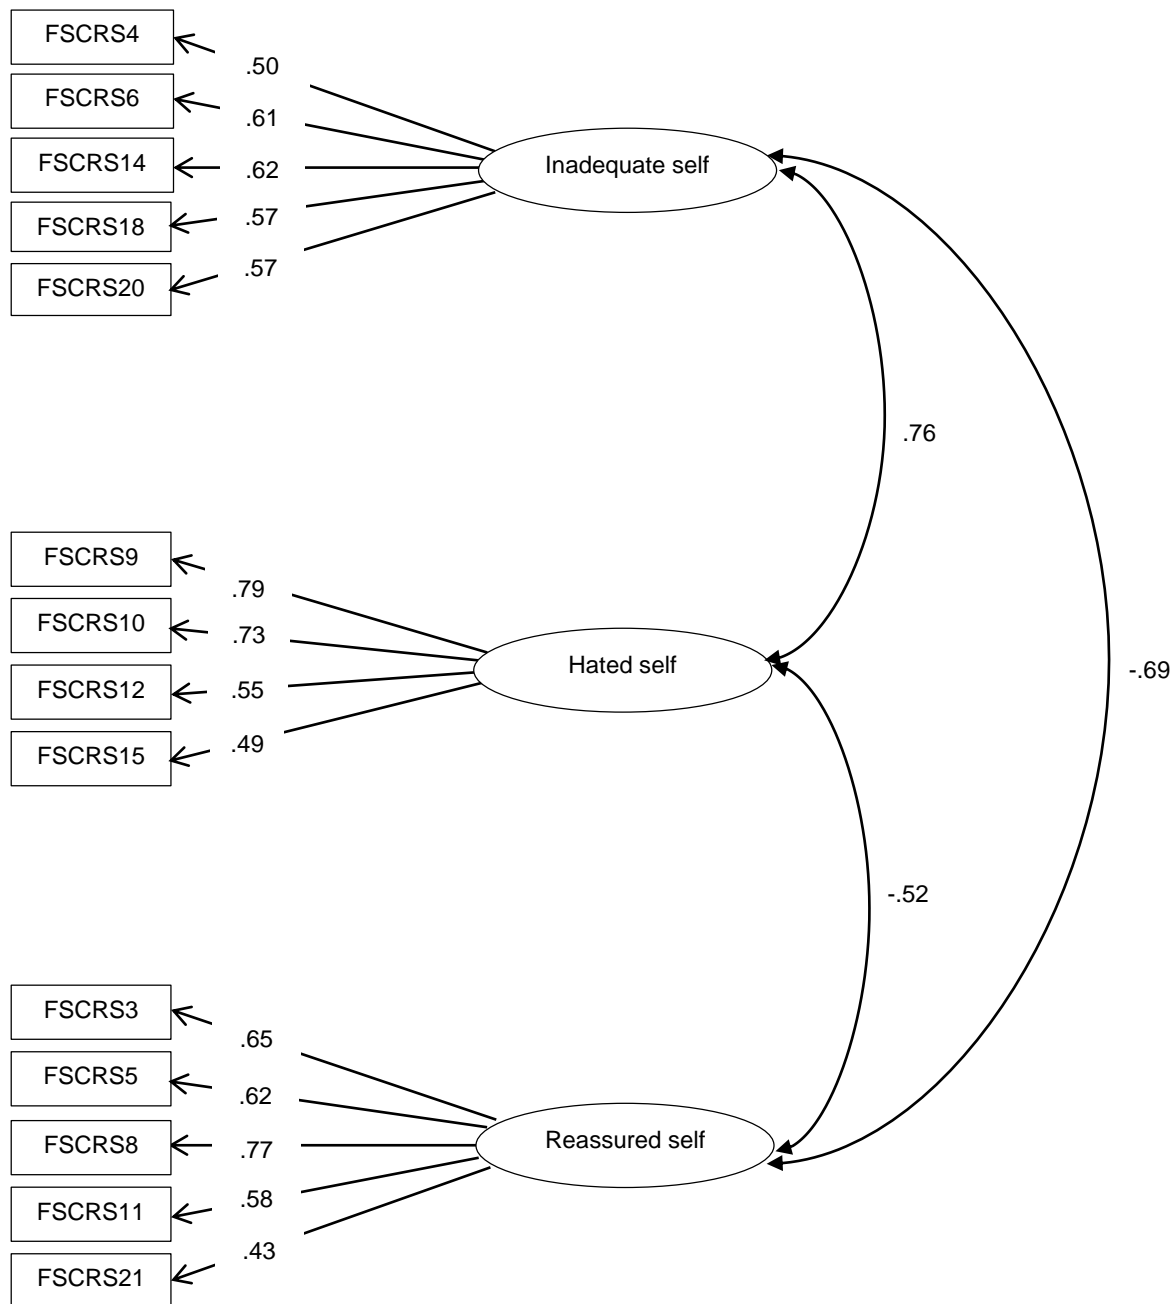 FSCRS4
.50
FSCRS6
.61
FSCRS14
.62
Inadequate self
FSCRS18
.57
FSCRS20
.57
.76
FSCRS9
.79
FSCRS10
.73
Hated self
-.69
FSCRS12
.55
FSCRS15
.49
-.52
FSCRS3
.65
FSCRS5
.62
FSCRS8
.77
Reassured self
FSCRS11
.58
FSCRS21
.43